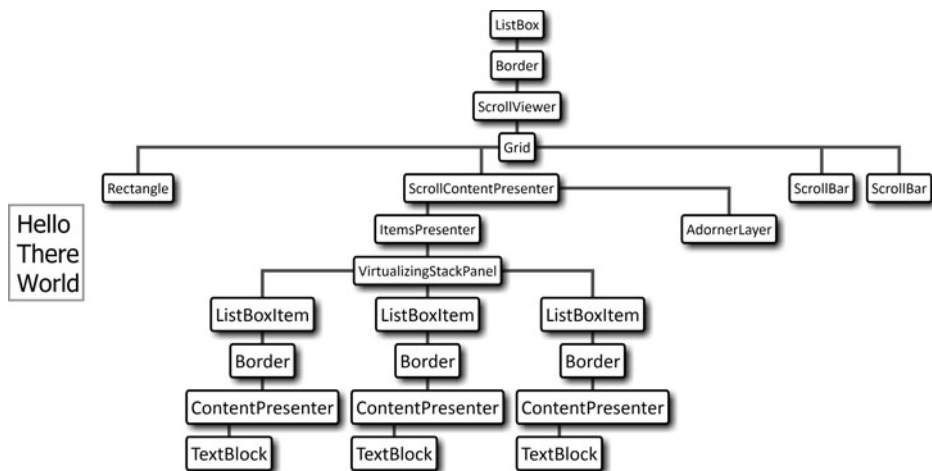 ListBox
Border
ScrollViewer
Grid
Rectangle
ScrollContentPresenter
ScrollBar
ScrollBar
Hello
There
World
ItemsPresenter
AdornerLayer
VirtualizingStackPanel
ListBoxItem
ListBoxItem
ListBoxItem
Border
Border
Border
ContentPresenter
ContentPresenter
ContentPresenter
TextBlock
TextBlock
TextBlock